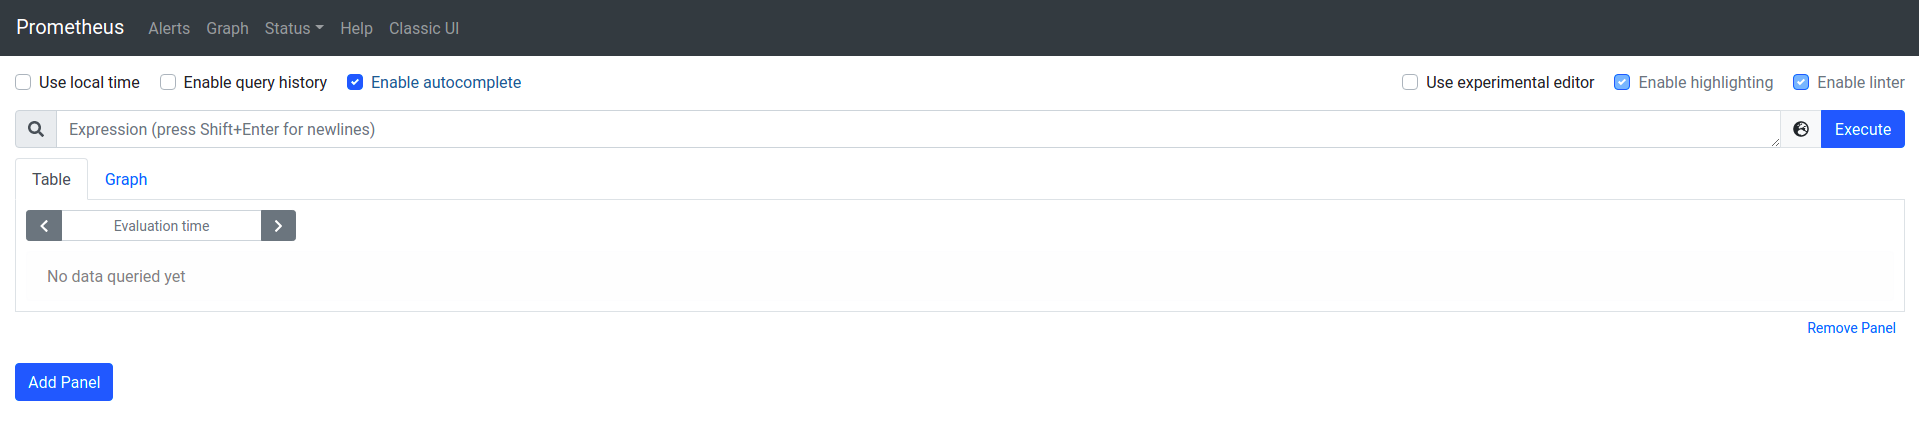 Prometheus Alerts Graph Status Help Classic UI
Use local time Enable query history Enable autocomplete Use experimental editor Enable highlighting Enable linter
Expression (press Shift+Enter for newlines) Execute
Table Graph
Evaluation time
No data queried yet
Remove Panel
Add Panel